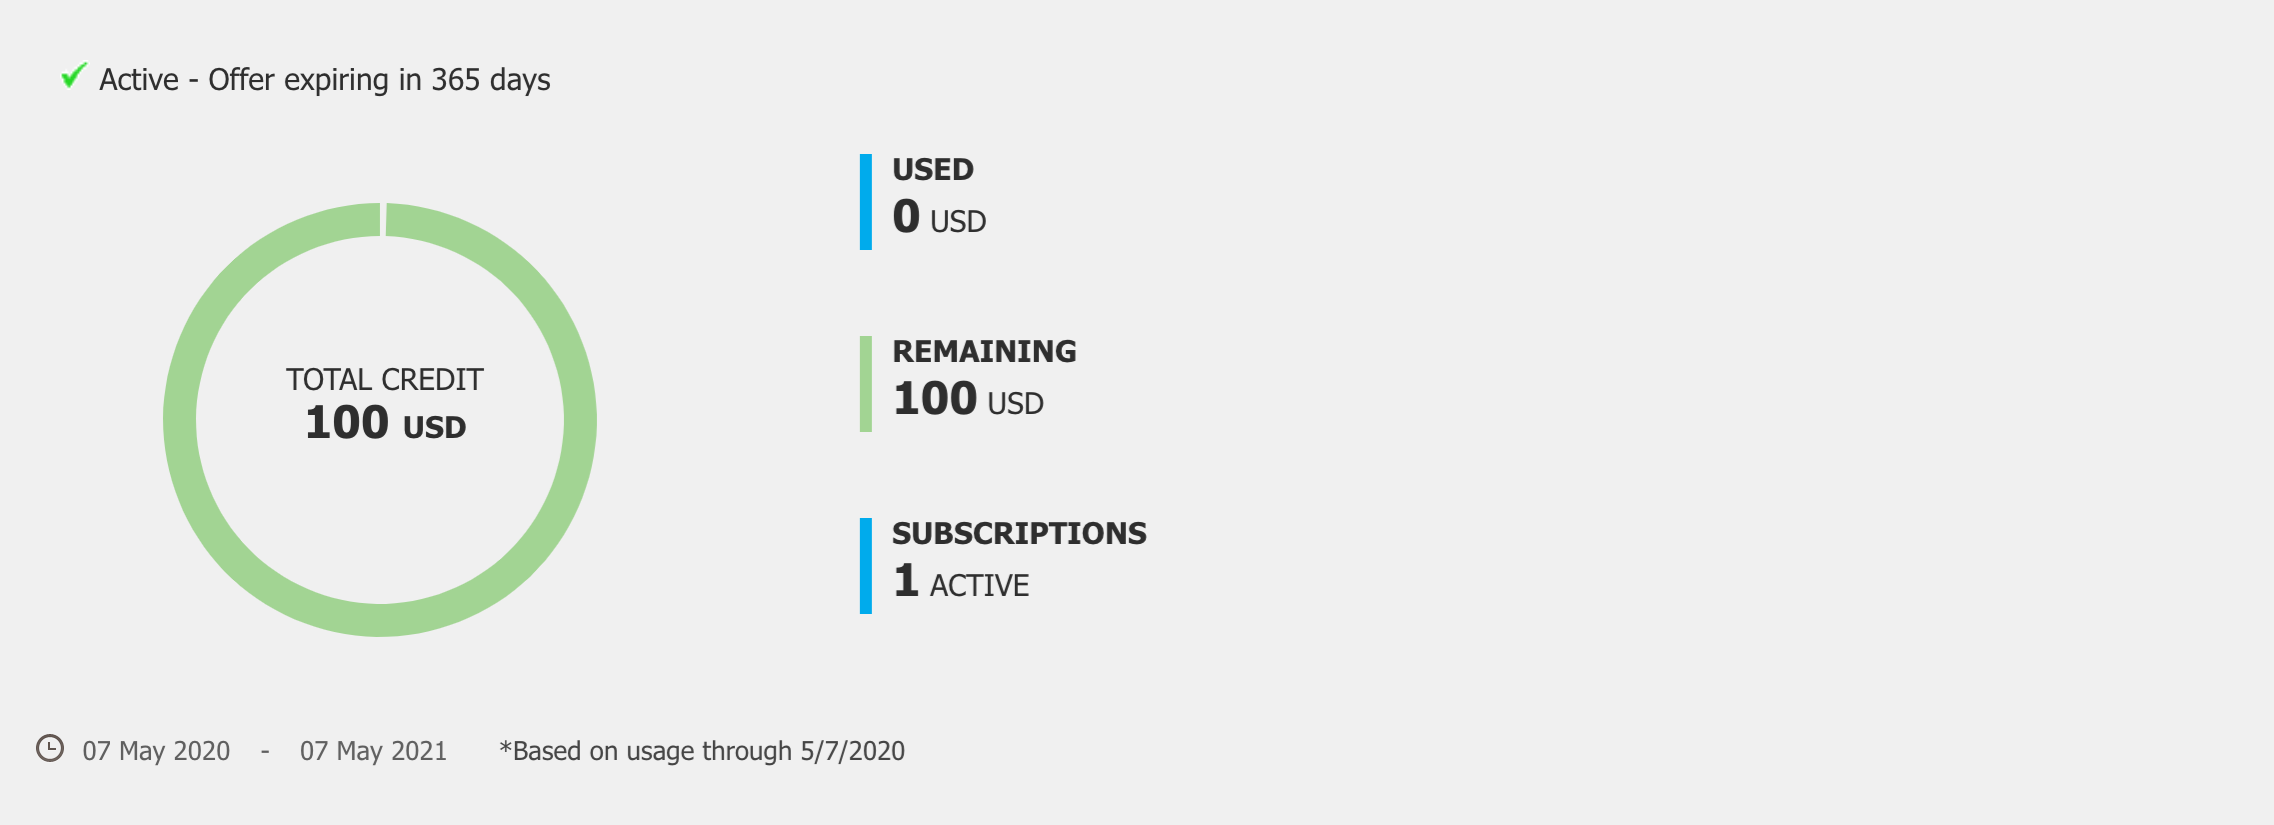 Active - Offer expiring in 365 days
TOTAL CREDIT
100 USD
USED
0 USD
REMAINING
100 USD
SUBSCRIPTIONS
1 ACTIVE
07 May 2020 - 07 May 2021 *Based on usage through 5/7/2020